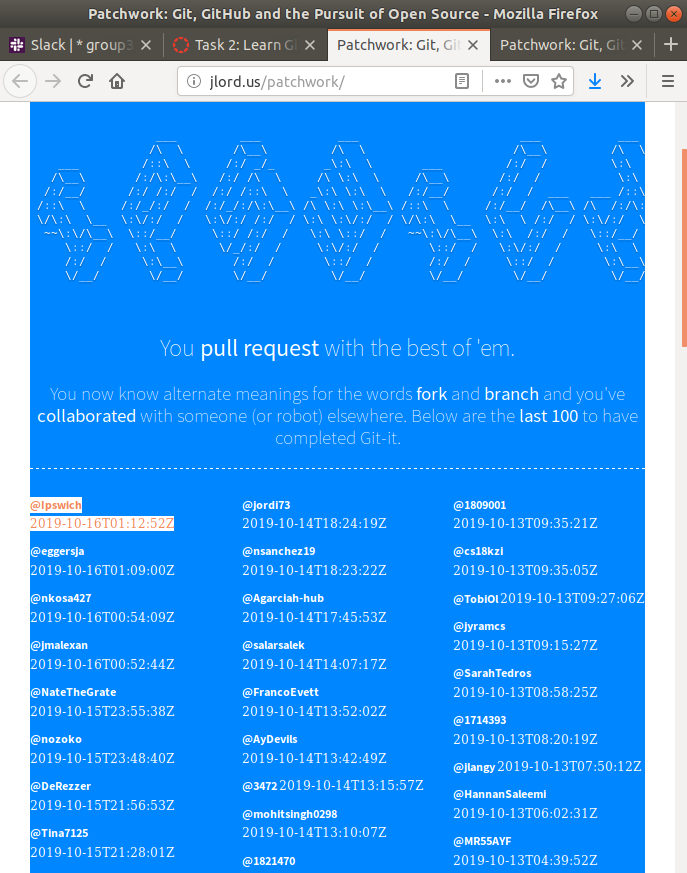 Patchwork: Git, GitHub and the Pursuit of Open Source - Mozilla Firefox
Slack | * group3
Task 2: Learn Gi
Patchwork: Git, Git
Patchwork: Git, Git
jlord.us/patchwork/
You pull request with the best of 'em.
You now know alternate meanings for the words fork and branch and you've
collaborated with someone (or robot) elsewhere. Below are the last 100 to have
completed Git-it.
@Ipswich
2019-10-16T01:12:52Z
@eggersja
2019-10-16T01:09:00Z
@nkosa427
2019-10-16T00:54:09Z
@jmalexan
2019-10-16T00:52:44Z
@NateTheGrate
2019-10-15T23:55:38Z
@nozoko
2019-10-15T23:48:40Z
@DeRezzer
2019-10-15T21:56:53Z
@Tina7125
2019-10-15T21:28:01Z
@jordi73
2019-10-14T18:24:19Z
@nsanchez19
2019-10-14T18:23:22Z
@Agarciah-hub
2019-10-14T17:45:53Z
@salarsalek
2019-10-14T14:07:17Z
@FrancoEvett
2019-10-14T13:52:02Z
@AyDevils
2019-10-14T13:42:49Z
@3472 2019-10-14T13:15:57Z
@mohitsingh0298
2019-10-14T13:10:07Z
@1821470
@1809001
2019-10-13T09:35:21Z
@cs18kzi
2019-10-13T09:35:05Z
@TobiOl 2019-10-13T09:27:06Z
@jyramcs
2019-10-13T09:15:27Z
@SarahTedros
2019-10-13T08:58:25Z
@1714393
2019-10-13T08:20:19Z
@jiangy 2019-10-13T07:50:12Z
@HannanSaleemi
2019-10-13T06:02:31Z
@MR55AYF
2019-10-13T04:39:52Z